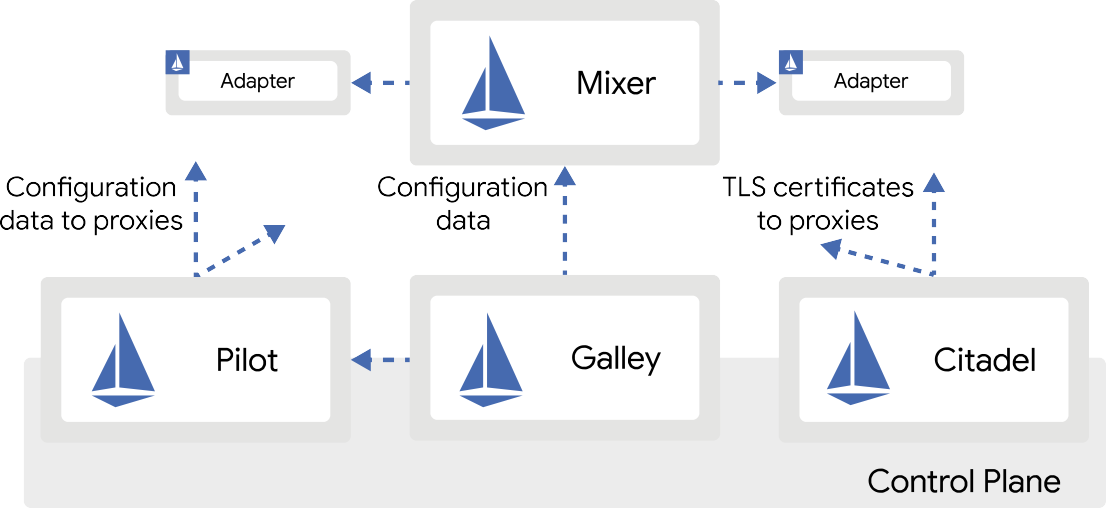 Mixer
Adapter
Adapter
Configuration
data to proxies
Configuration
data
TLS certificates
to proxies
Pilot
Galley
Citadel
Control Plane